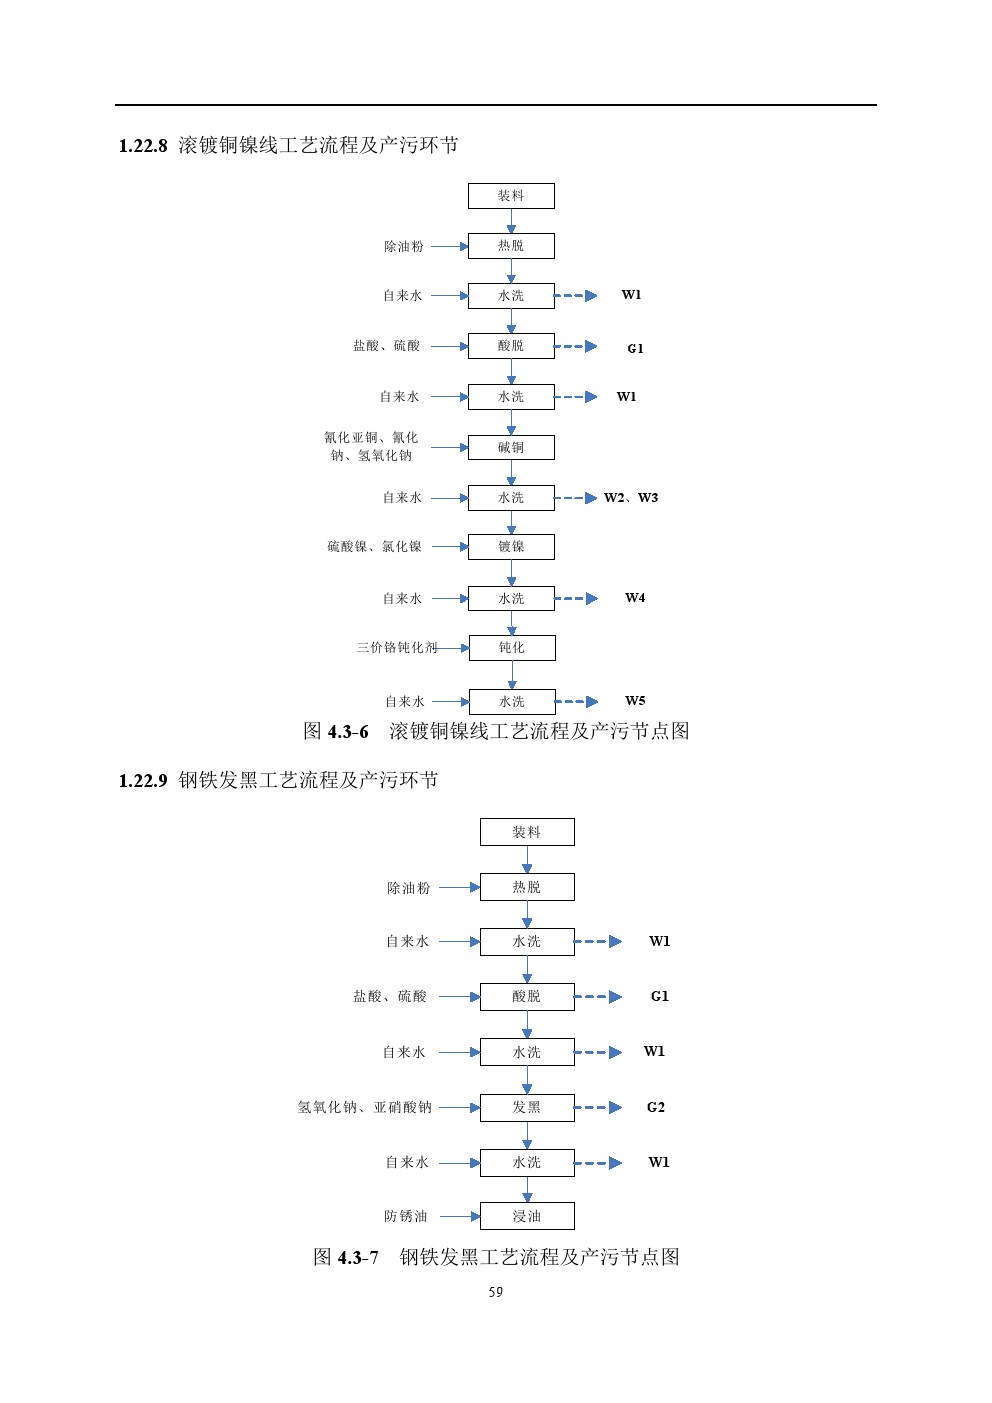 1.22.8 滚镀铜镍线工艺流程及产污环节
装料
除油粉 热脱
自来水 水洗 W1
盐酸、硫酸 酸脱 G1
自来水 水洗 W1
氰化亚铜、氰化
钠、氢氧化钠 碱铜
自来水 水洗 W2、W3
硫酸镍、氯化镍 镀镍
自来水 水洗 W4
三价铬钝化剂 钝化
自来水 水洗 W5
图 4.3-6 滚镀铜镍线工艺流程及产污节点图
1.22.9 钢铁发黑工艺流程及产污环节
装料
除油粉 热脱
自来水 水洗 W1
盐酸、硫酸 酸脱 G1
自来水 水洗 W1
氢氧化钠、亚硝酸钠 发黑 G2
自来水 水洗 W1
防锈油 浸油
图 4.3-7 钢铁发黑工艺流程及产污节点图
59